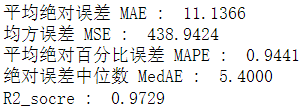 平均绝对误差 MAE :  11.1366
均方误差 MSE :  438.9424
平均绝对百分比误差 MAPE :  0.9441
绝对误差中位数 MedAE :  5.4000
R2_socre :  0.9729